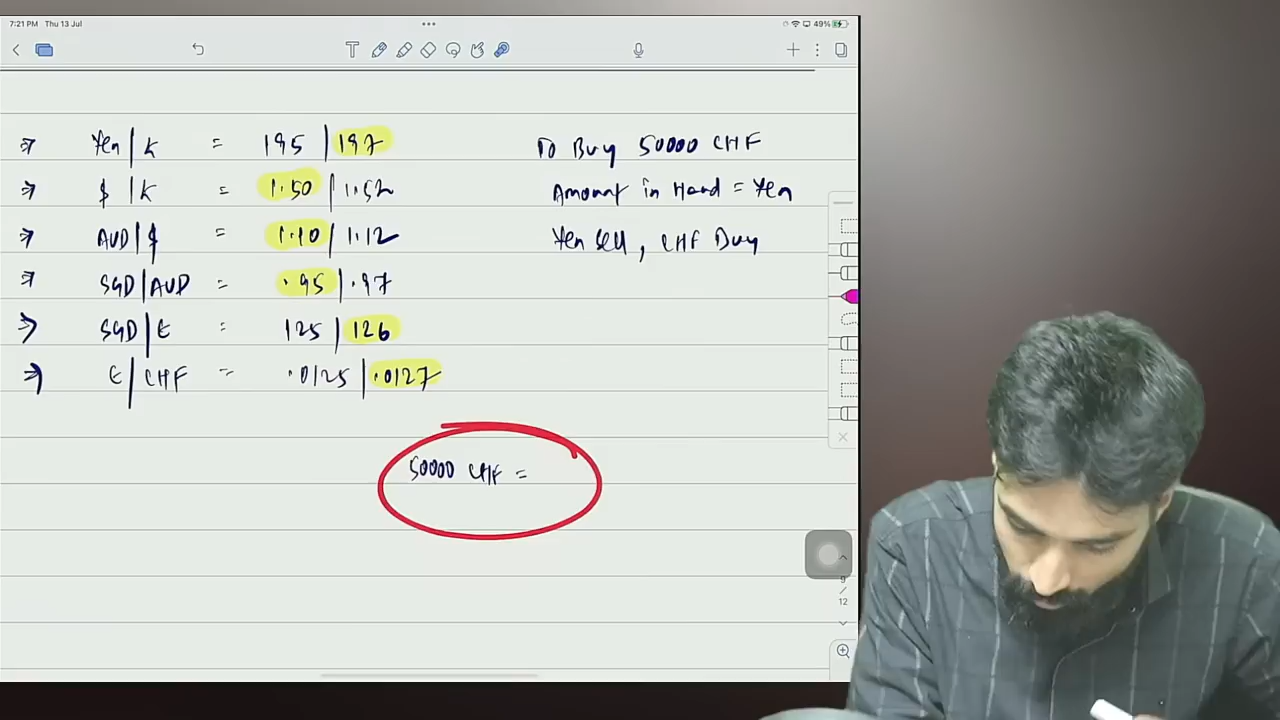 7:21 PM Thu 13 Jul
49%
⇒ Yen|K = 195 | 197
⇒ $|K = 1.50 | 1.52
⇒ AUD|$ = 1.10 | 1.12
⇒ SGD|AUD = .95 | .97
⇒ SGD|€ = 125 | 126
⇒ €|CHF = .0125 | .0127
To Buy 50000 CHF
Amount in Hand = Yen
Yen Sell, CHF Buy
50000 CHF =
9
/
12